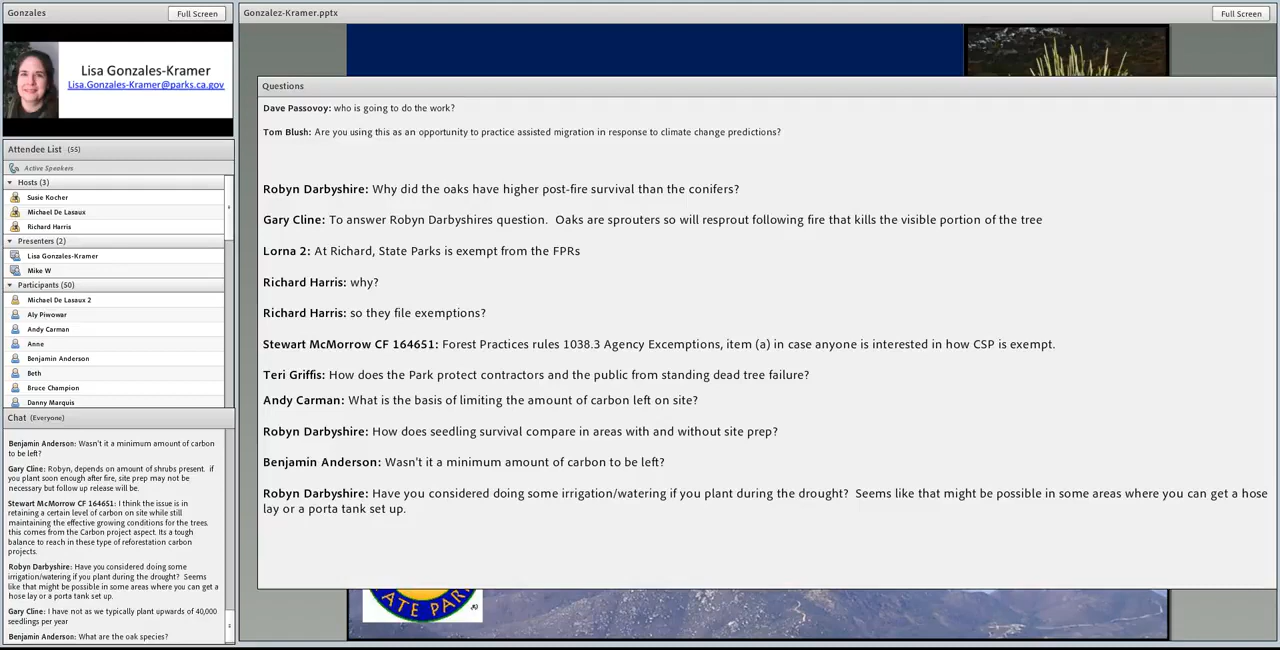 Gonzales
Full Screen
Lisa Gonzales-Kramer
Lisa.Gonzales-Kramer@parks.ca.gov
Attendee List (55)
Active Speakers
Hosts (3)
Susie Kocher
Michael De Lasaux
Richard Harris
Presenters (2)
Lisa Gonzales-Kramer
Mike W
Participants (50)
Michael De Lasaux 2
Aly Piwowar
Andy Carman
Anne
Benjamin Anderson
Beth
Bruce Champion
Danny Marquis
Chat (Everyone)
Benjamin Anderson: Wasn't it a minimum amount of carbon
to be left?
Gary Cline: Robyn, depends on amount of shrubs present.  if
you plant soon enough after fire, site prep may not be
necessary but follow up release will be.
Stewart McMorrow CF 164651: I think the issue is in
retaining a certain level of carbon on site while still
maintaining the effective growing conditions for the trees.
this comes from the Carbon project aspect. Its a tough
balance to reach in these type of reforestation carbon
projects.
Robyn Darbyshire: Have you considered doing some
irrigation/watering if you plant during the drought?  Seems
like that might be possible in some areas where you can get a
hose lay or a porta tank set up.
Gary Cline: I have not as we typically plant upwards of 40,000
seedlings per year
Benjamin Anderson: What are the oak species?
Gonzalez-Kramer.pptx
Full Screen
Questions
Dave Passovoy: who is going to do the work?
Tom Blush: Are you using this as an opportunity to practice assisted migration in response to climate change predictions?
Robyn Darbyshire: Why did the oaks have higher post-fire survival than the conifers?
Gary Cline: To answer Robyn Darbyshires question.  Oaks are sprouters so will resprout following fire that kills the visible portion of the tree
Lorna 2: At Richard, State Parks is exempt from the FPRs
Richard Harris: why?
Richard Harris: so they file exemptions?
Stewart McMorrow CF 164651: Forest Practices rules 1038.3 Agency Excemptions, item (a) in case anyone is interested in how CSP is exempt.
Teri Griffis: How does the Park protect contractors and the public from standing dead tree failure?
Andy Carman: What is the basis of limiting the amount of carbon left on site?
Robyn Darbyshire: How does seedling survival compare in areas with and without site prep?
Benjamin Anderson: Wasn't it a minimum amount of carbon to be left?
Robyn Darbyshire: Have you considered doing some irrigation/watering if you plant during the drought?  Seems like that might be possible in some areas where you can get a hose
lay or a porta tank set up.
ATE PAR